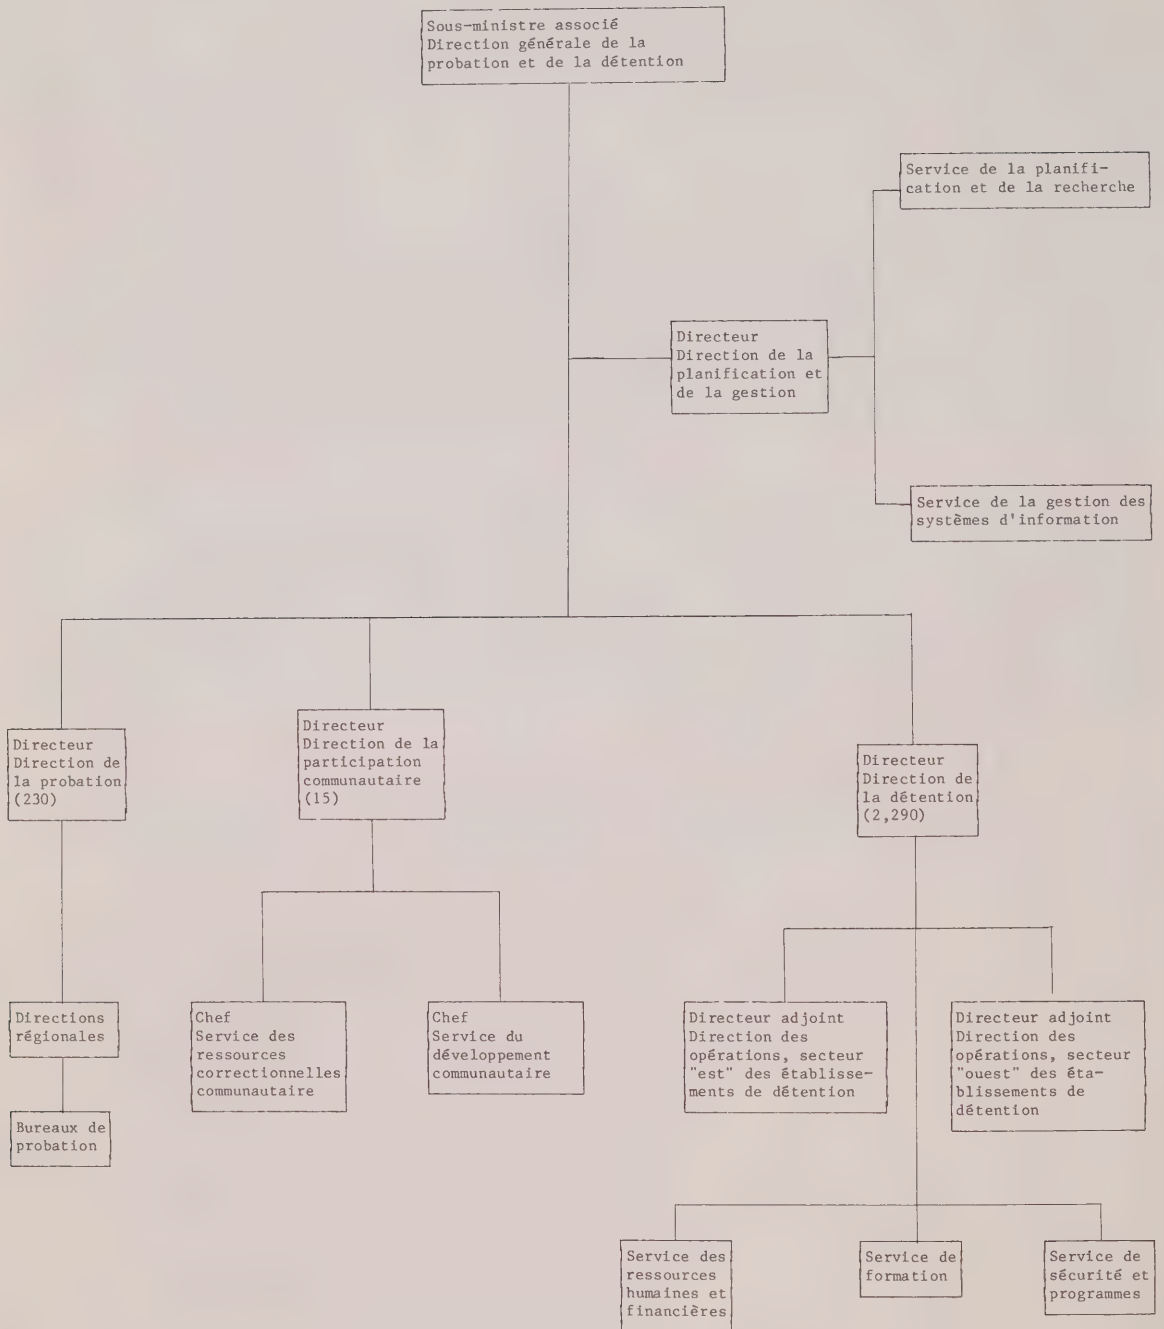 Sous-ministre associé
Direction générale de la
probation et de la détention
Service de la planifi-
cation et de la recherche
Directeur
Direction de la
planification et
de la gestion
Service de la gestion des
systèmes d'information
Directeur
Direction de
la probation
(230)
Directeur
Direction de la
participation
communautaire
(15)
Directeur
Direction de
la détention
(2,290)
Directions
régionales
Chef
Service des
ressources
correctionnelles
communautaire
Chef
Service du
développement
communautaire
Directeur adjoint
Direction des
opérations, secteur
"est" des établisse-
ments de détention
Directeur adjoint
Direction des
opérations, secteur
"ouest" des éta-
blissements de
détention
Bureaux de
probation
Service des
ressources
humaines et
financières
Service de
formation
Service de
sécurité et
programmes